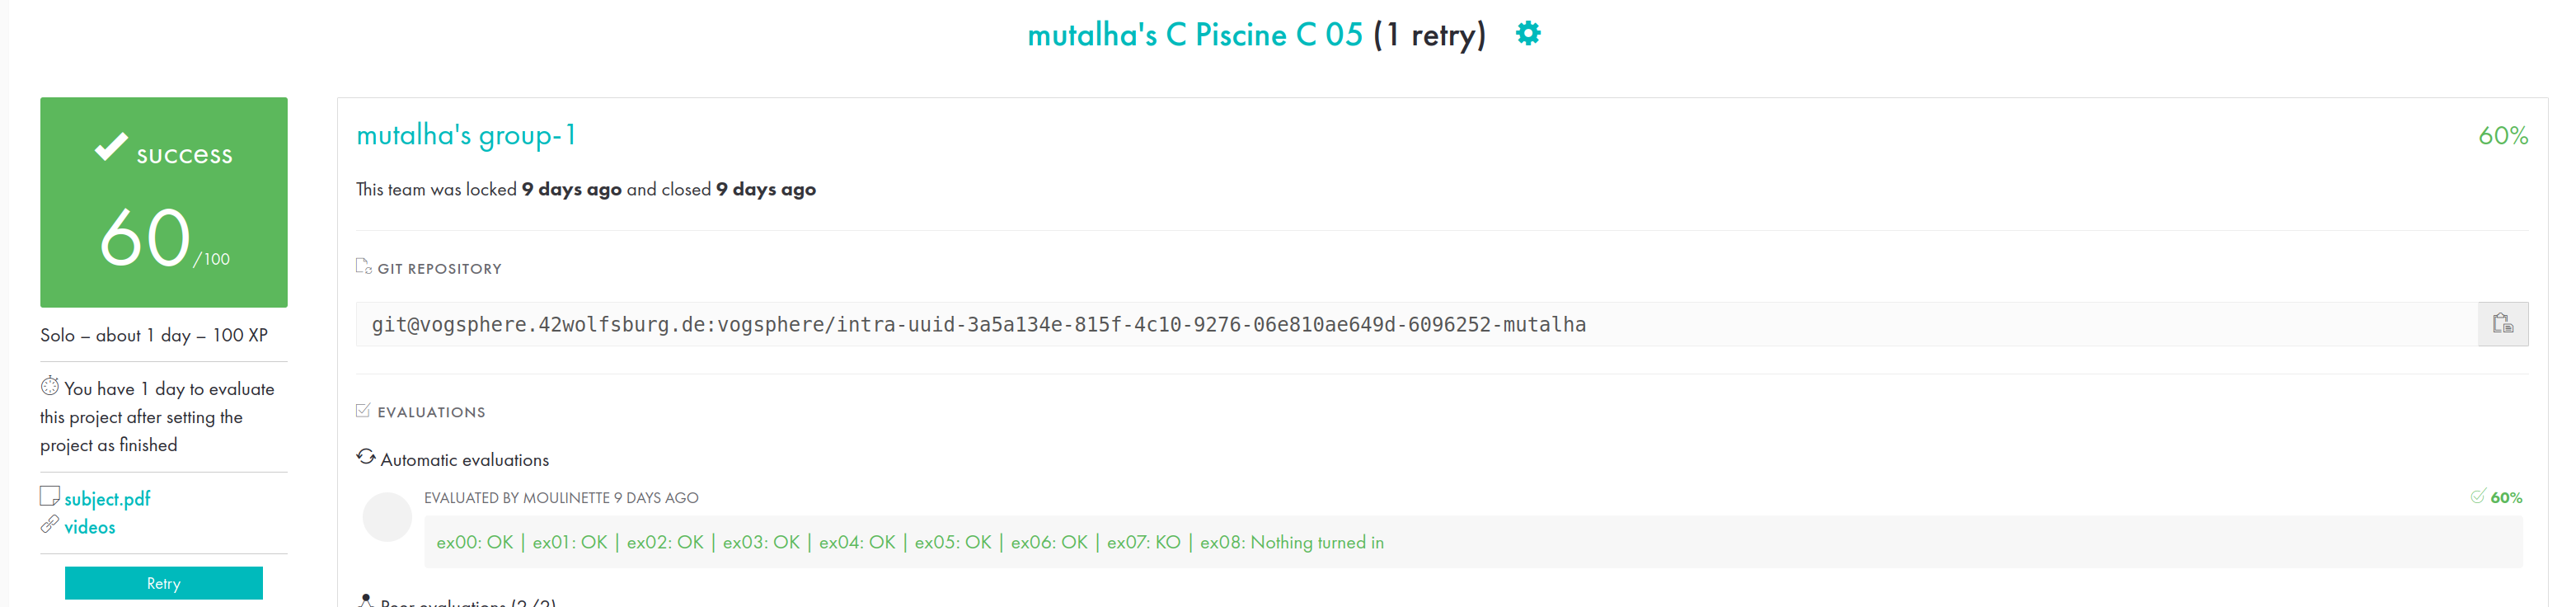 mutalha's C Piscine C 05 (1 retry)
success
60/100
Solo – about 1 day – 100 XP
You have 1 day to evaluate
this project after setting the
project as finished
subject.pdf
videos
Retry
mutalha's group-1
60%
This team was locked 9 days ago and closed 9 days ago
GIT REPOSITORY
git@vogsphere.42wolfsburg.de:vogsphere/intra-uuid-3a5a134e-815f-4c10-9276-06e810ae649d-6096252-mutalha
EVALUATIONS
Automatic evaluations
EVALUATED BY MOULINETTE 9 DAYS AGO
60%
ex00: OK | ex01: OK | ex02: OK | ex03: OK | ex04: OK | ex05: OK | ex06: OK | ex07: KO | ex08: Nothing turned in
Peer evaluations (2/2)